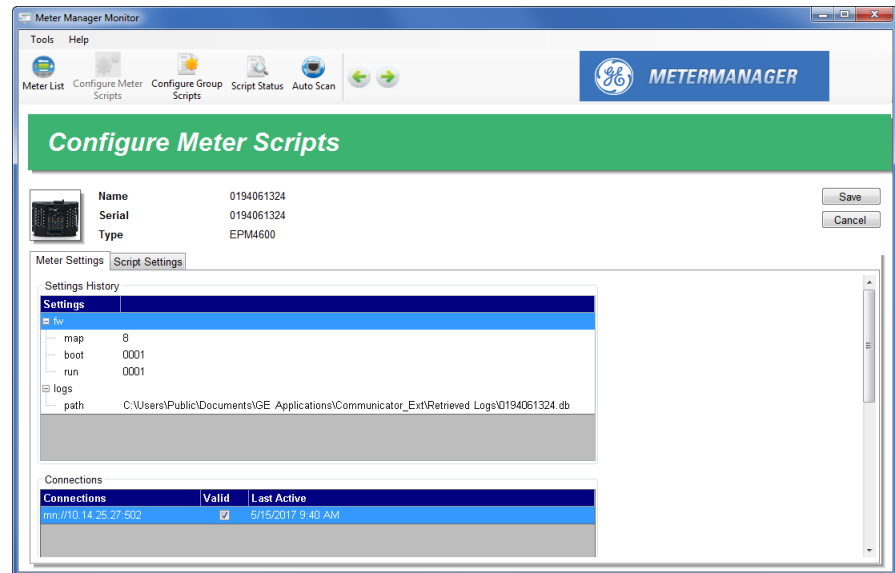 Meter Manager Monitor
Tools Help
Meter List
Configure Meter
Scripts
Configure Group
Scripts
Script Status
Auto Scan
METERMANAGER
Configure Meter Scripts
Name 0194061324
Serial 0194061324
Type EPM4600
Save
Cancel
Meter Settings Script Settings
Settings History
Settings
fw
map 8
boot 0001
run 0001
logs
path C:\Users\Public\Documents\GE Applications\Communicator_Ext\Retrieved Logs\0194061324.db
Connections
Connections Valid Last Active
mn://10.14.25.27:502 5/15/2017 9:40 AM